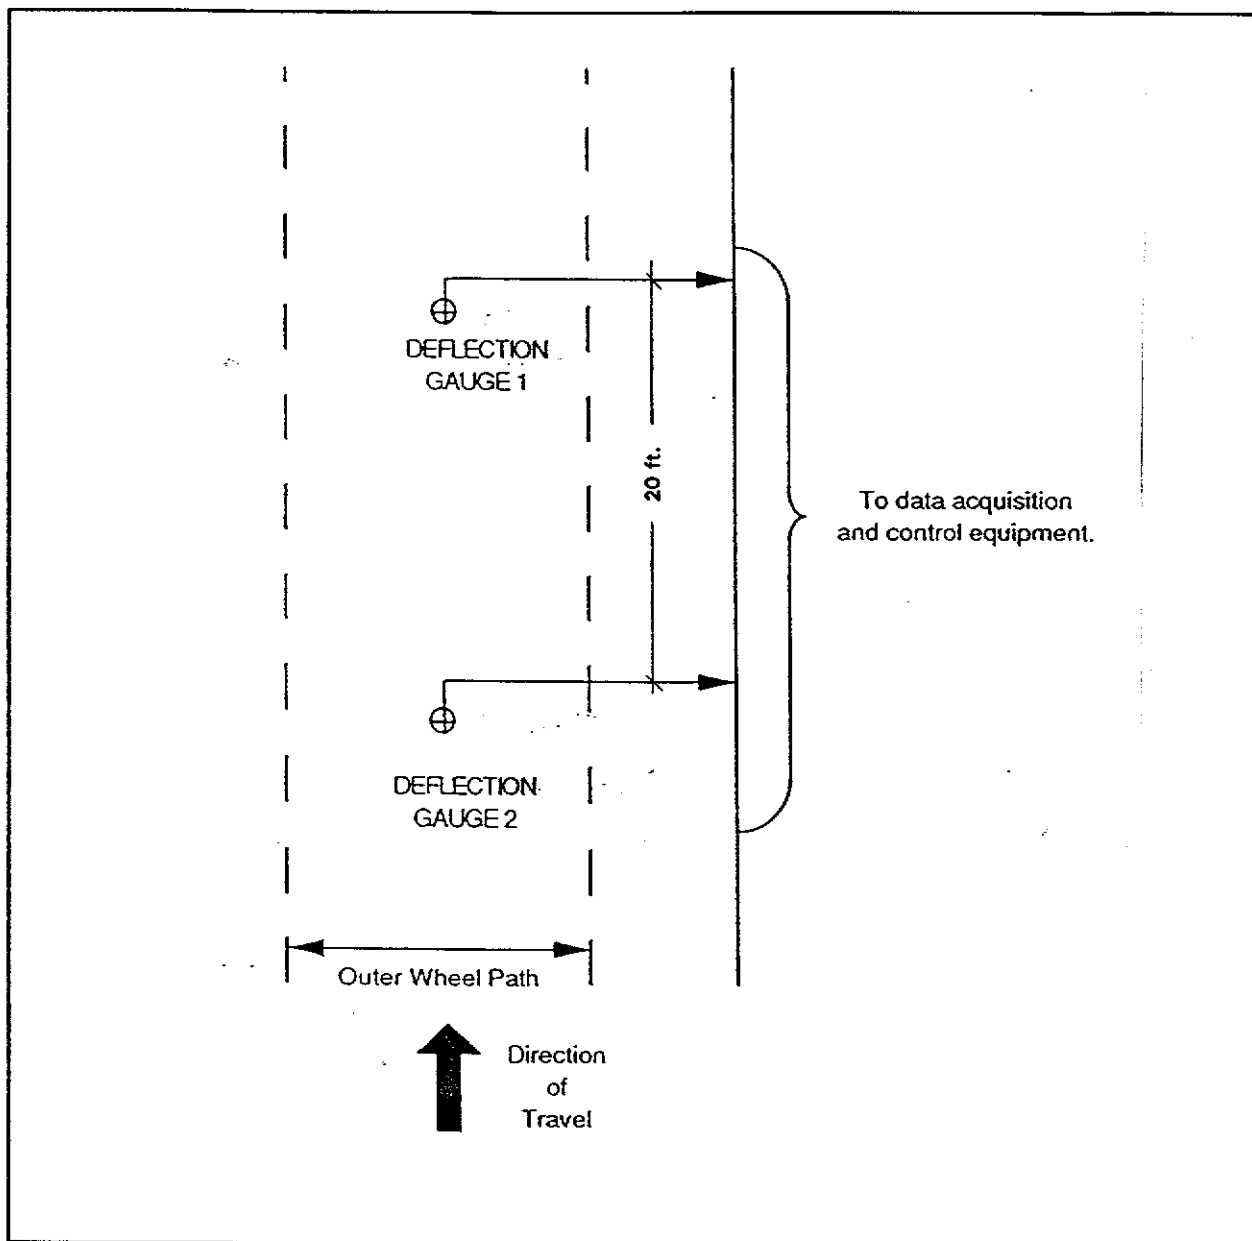 DEFLECTION
GAUGE 1
20 ft.
To data acquisition
and control equipment.
DEFLECTION
GAUGE 2
Outer Wheel Path
Direction
of
Travel